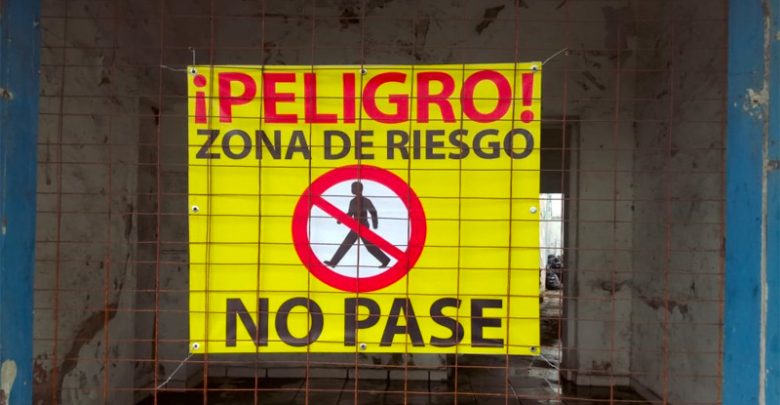 ¡PELIGRO!
ZONA DE RIESGO
NO PASE